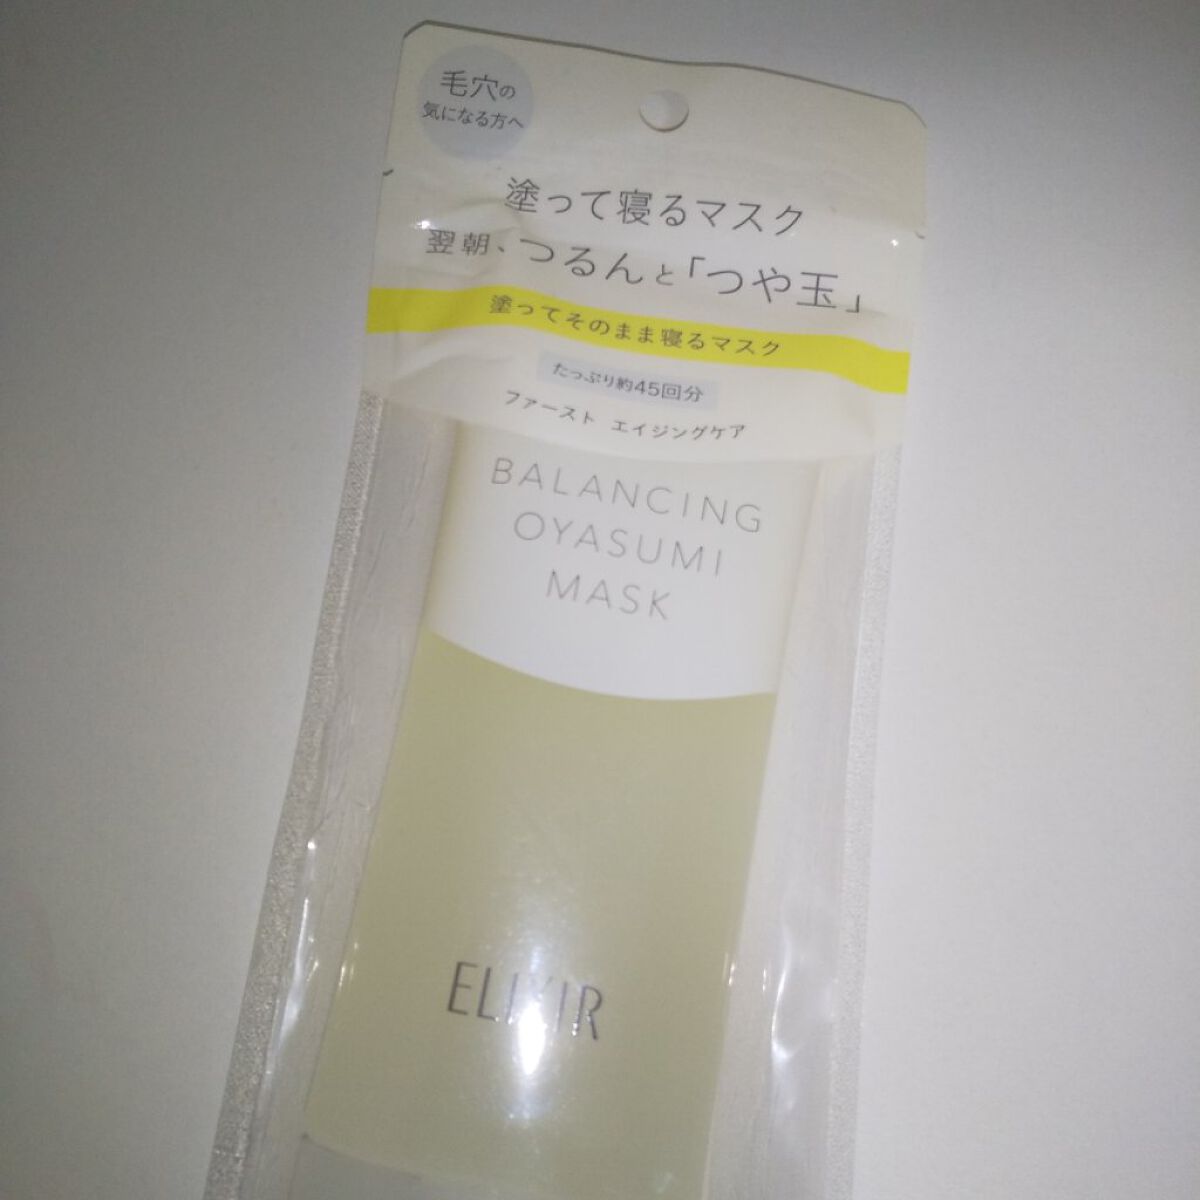 毛穴の
気になる方へ
塗って寝るマスク
翌朝、つるんと「つや玉」
塗ってそのまま寝るマスク
たっぷり約45回分
ファースト エイジングケア
BALANCING
OYASUMI
MASK
ELIXIR